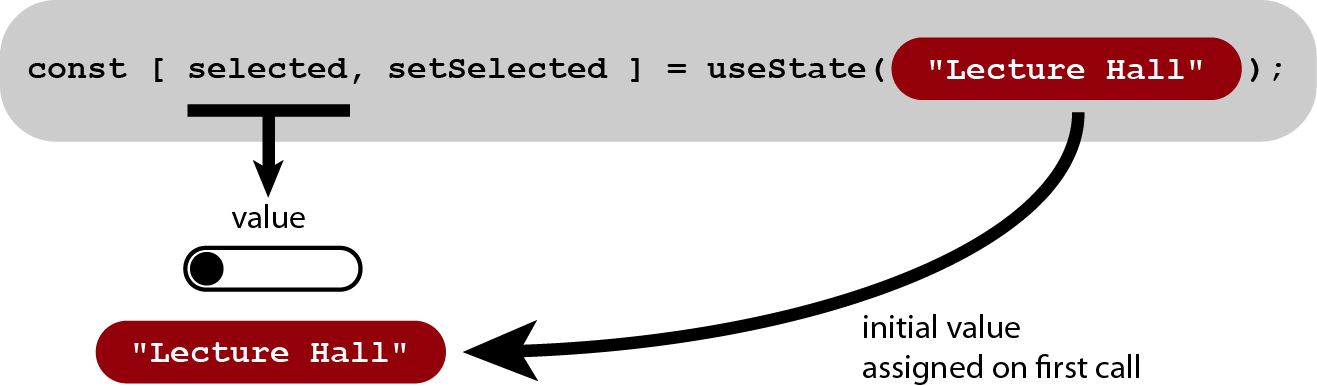 const [ selected, setSelected ] = useState( "Lecture Hall" );
value
"Lecture Hall"
initial value
assigned on first call